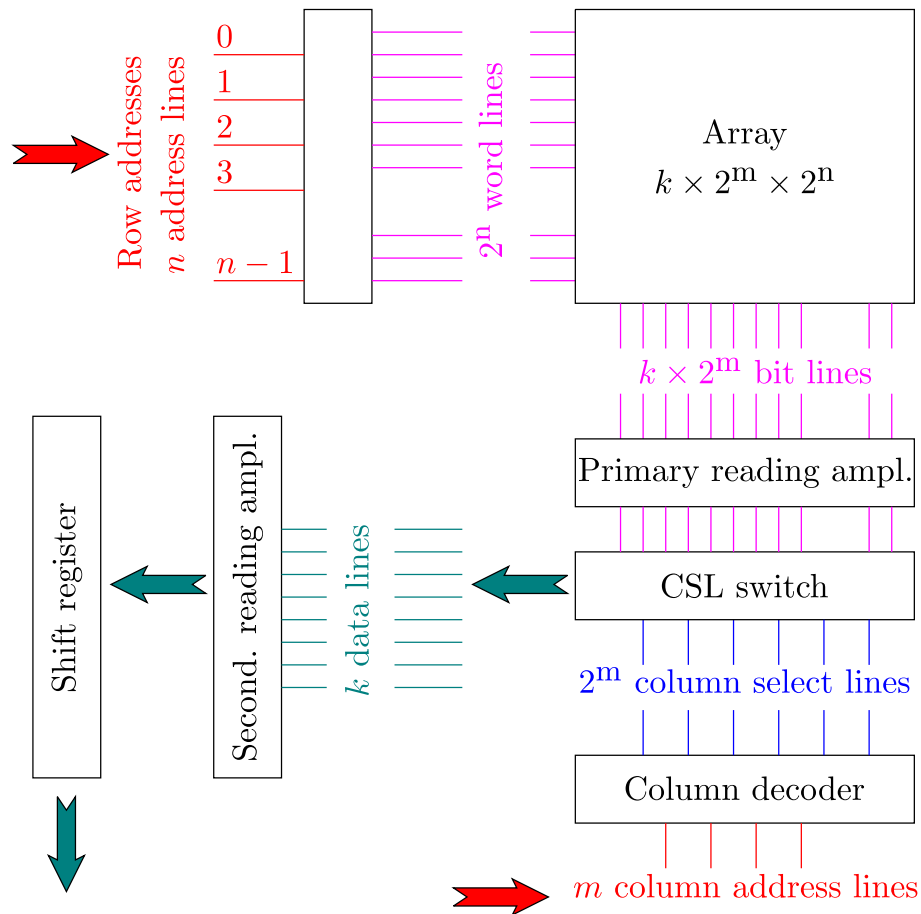 Row addresses
n address lines
0
1
2
3
n − 1
2ⁿ word lines
Array
k × 2ᵐ × 2ⁿ
k × 2ᵐ bit lines
Primary reading ampl.
CSL switch
2ᵐ column select lines
Column decoder
m column address lines
k data lines
Second. reading ampl.
Shift register